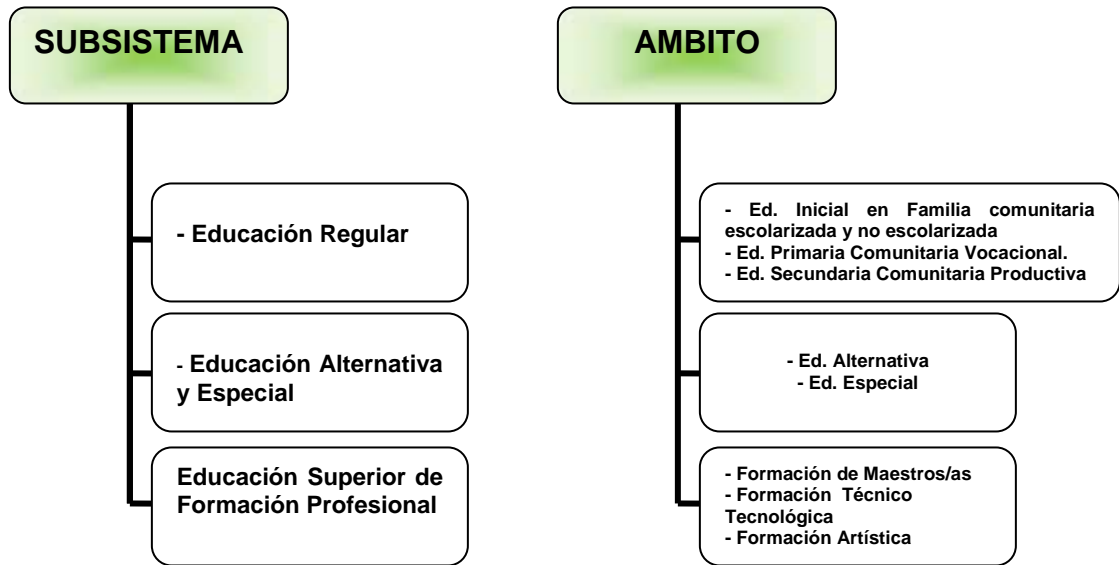 SUBSISTEMA
- Educación Regular
- Educación Alternativa
y Especial
Educación Superior de
Formación Profesional
AMBITO
- Ed. Inicial en Familia comunitaria
escolarizada y no escolarizada
- Ed. Primaria Comunitaria Vocacional.
- Ed. Secundaria Comunitaria Productiva
- Ed. Alternativa
- Ed. Especial
- Formación de Maestros/as
- Formación Técnico
Tecnológica
- Formación Artística